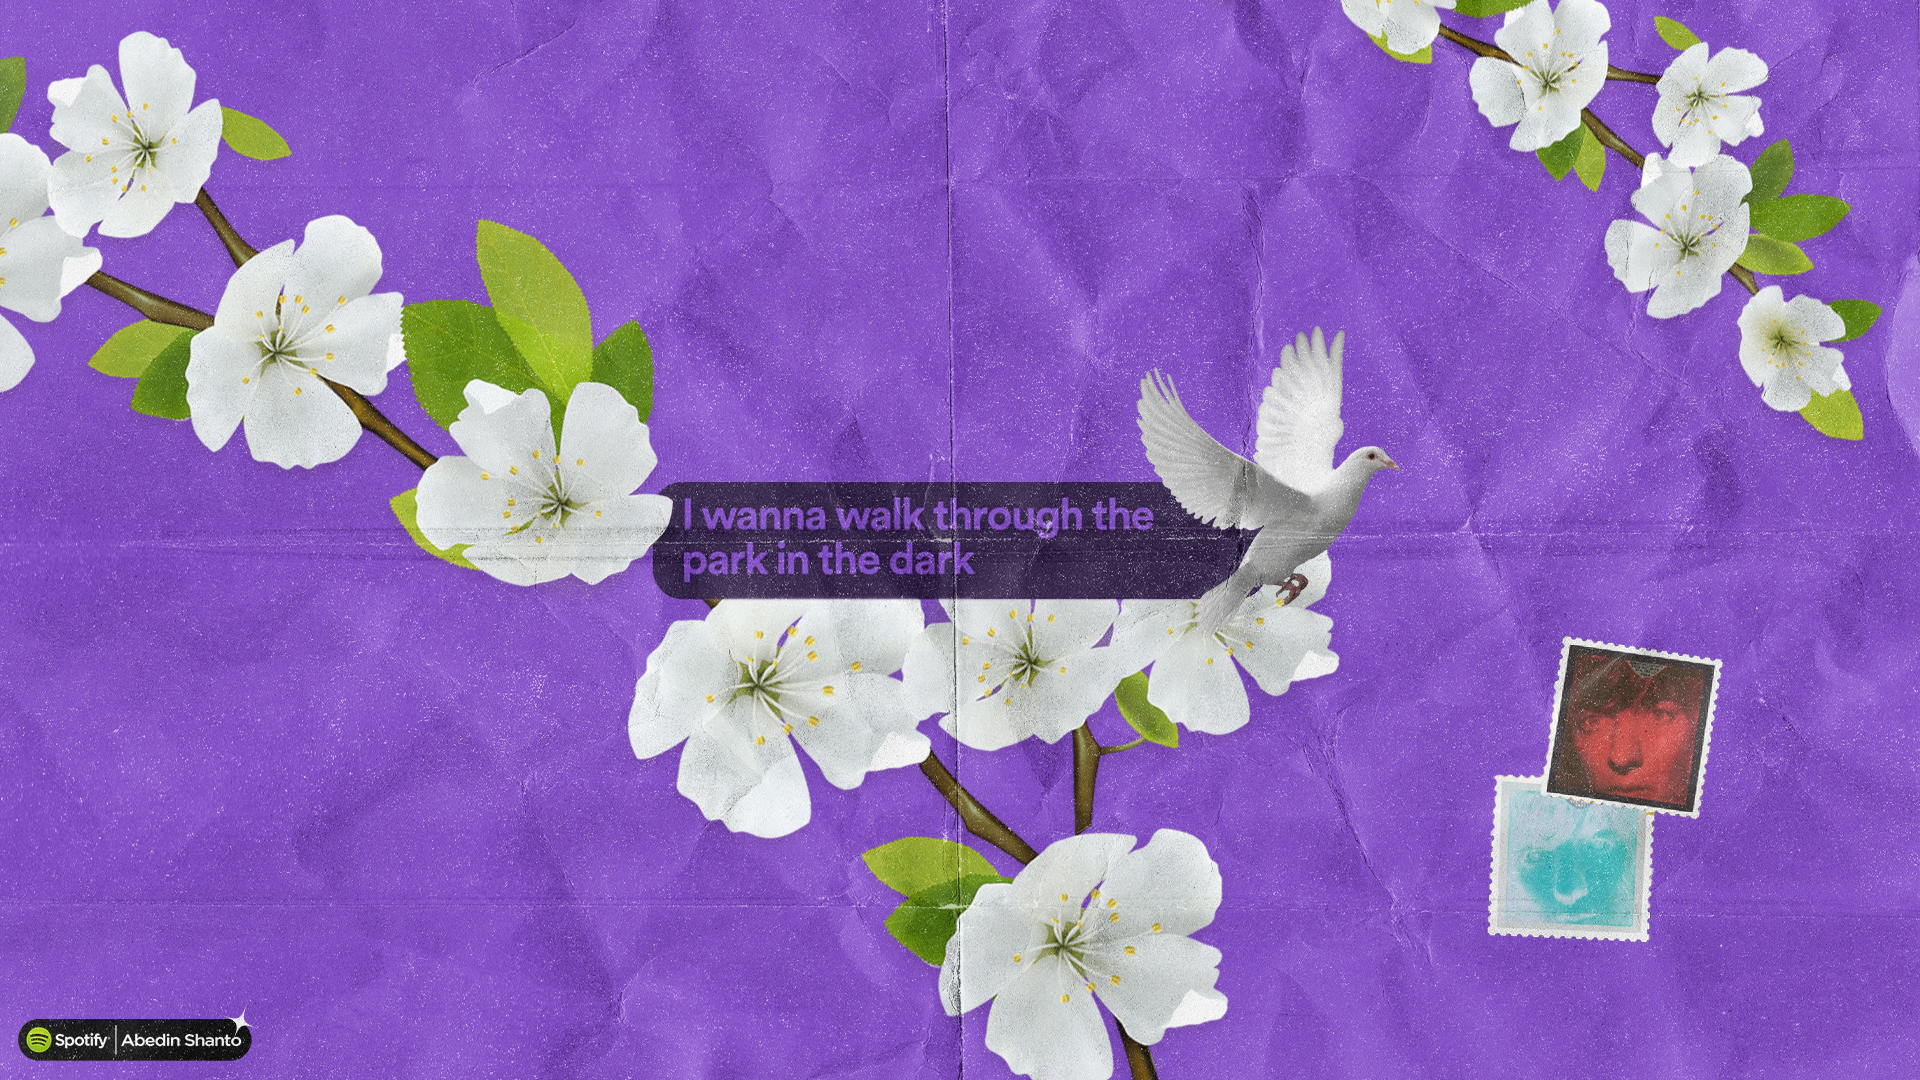 I wanna walk through the
park in the dark
Spotify | Abedin Shanto